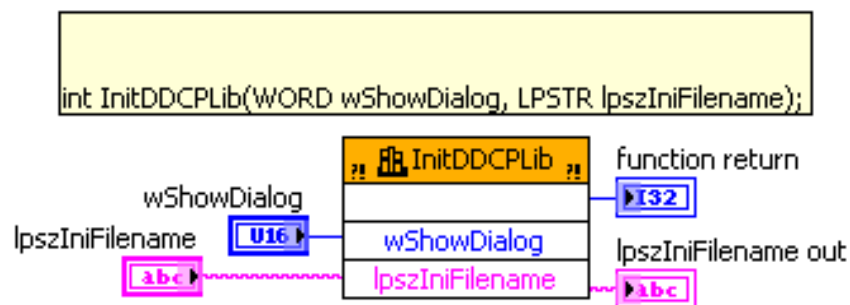 int InitDDCPLib(WORD wShowDialog, LPSTR lpszIniFilename);
?! InitDDCPLib ?!
function return
wShowDialog
I32
lpszIniFilename
U16
wShowDialog
lpszIniFilename out
abc
lpszIniFilename
abc